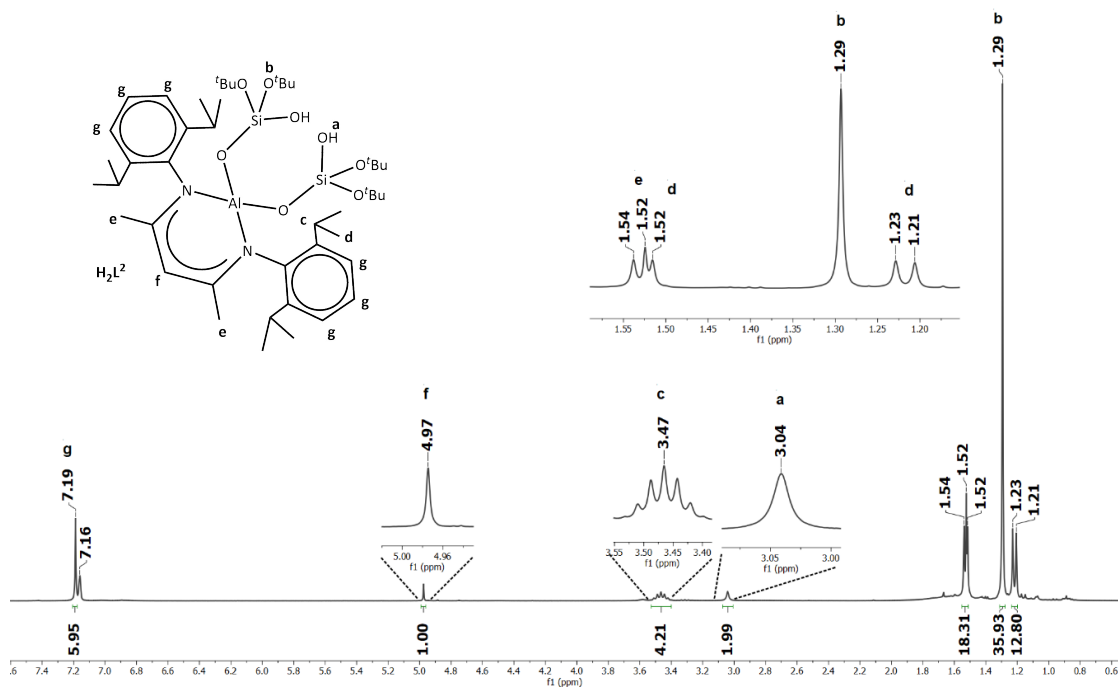 b
ᵗBuO OᵗBu
Si OH
a
OH
O
Si OᵗBu
OᵗBu
O
Al
N
N
g
g
g
e
f
e
c
d
g
g
g
H₂L²
b
1.29
e
d
1.54
1.52
1.52
d
1.23
1.21
1.55 1.50 1.45 1.40 1.35 1.30 1.25 1.20
f1 (ppm)
b
1.29
g
7.19
7.16
f
4.97
5.00 4.96
f1 (ppm)
c
3.47
3.55 3.50 3.45 3.40
f1 (ppm)
a
3.04
3.05 3.00
f1 (ppm)
1.54
1.52
1.52
1.23
1.21
5.95
1.00
4.21
1.99
18.31
35.93
12.80
.6 7.4 7.2 7.0 6.8 6.6 6.4 6.2 6.0 5.8 5.6 5.4 5.2 5.0 4.8 4.6 4.4 4.2 4.0 3.8 3.6 3.4 3.2 3.0 2.8 2.6 2.4 2.2 2.0 1.8 1.6 1.4 1.2 1.0 0.8 0.6
f1 (ppm)